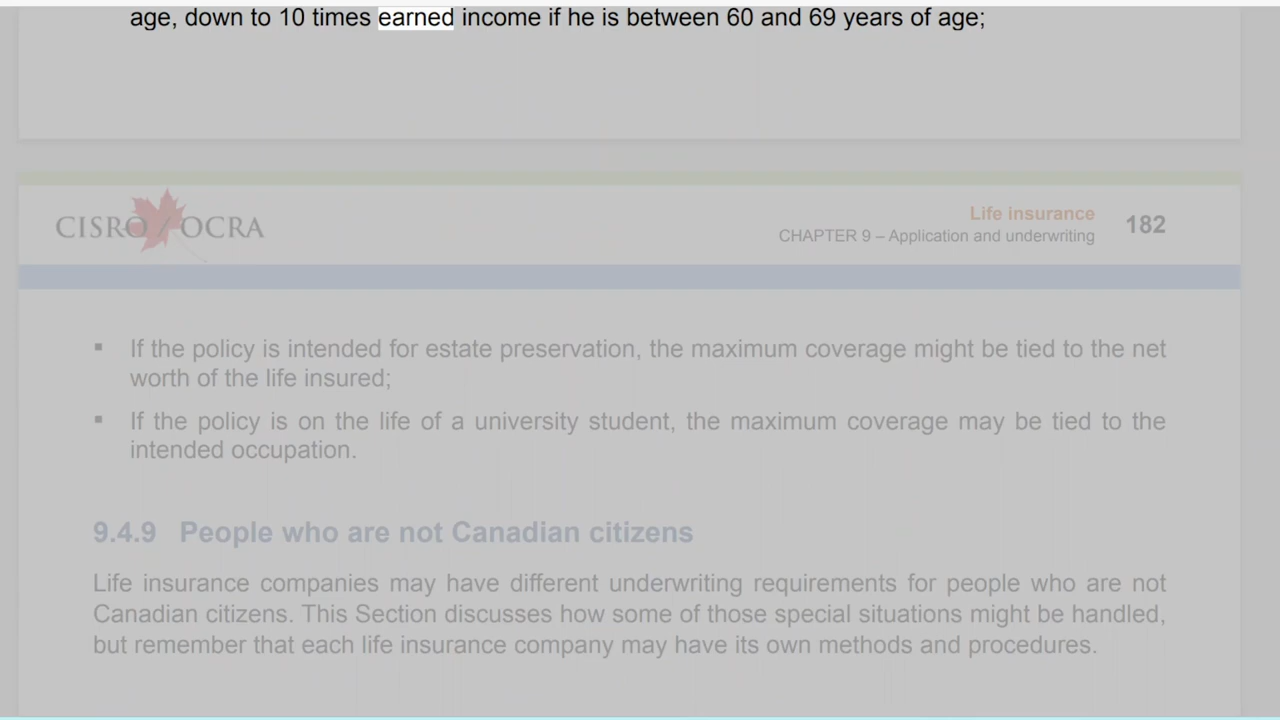 age, down to 10 times earned income if he is between 60 and 69 years of age;
CISRO / OCRA
Life insurance
CHAPTER 9 – Application and underwriting
182
▪ If the policy is intended for estate preservation, the maximum coverage might be tied to the net
worth of the life insured;
▪ If the policy is on the life of a university student, the maximum coverage may be tied to the
intended occupation.
9.4.9 People who are not Canadian citizens
Life insurance companies may have different underwriting requirements for people who are not
Canadian citizens. This Section discusses how some of those special situations might be handled,
but remember that each life insurance company may have its own methods and procedures.